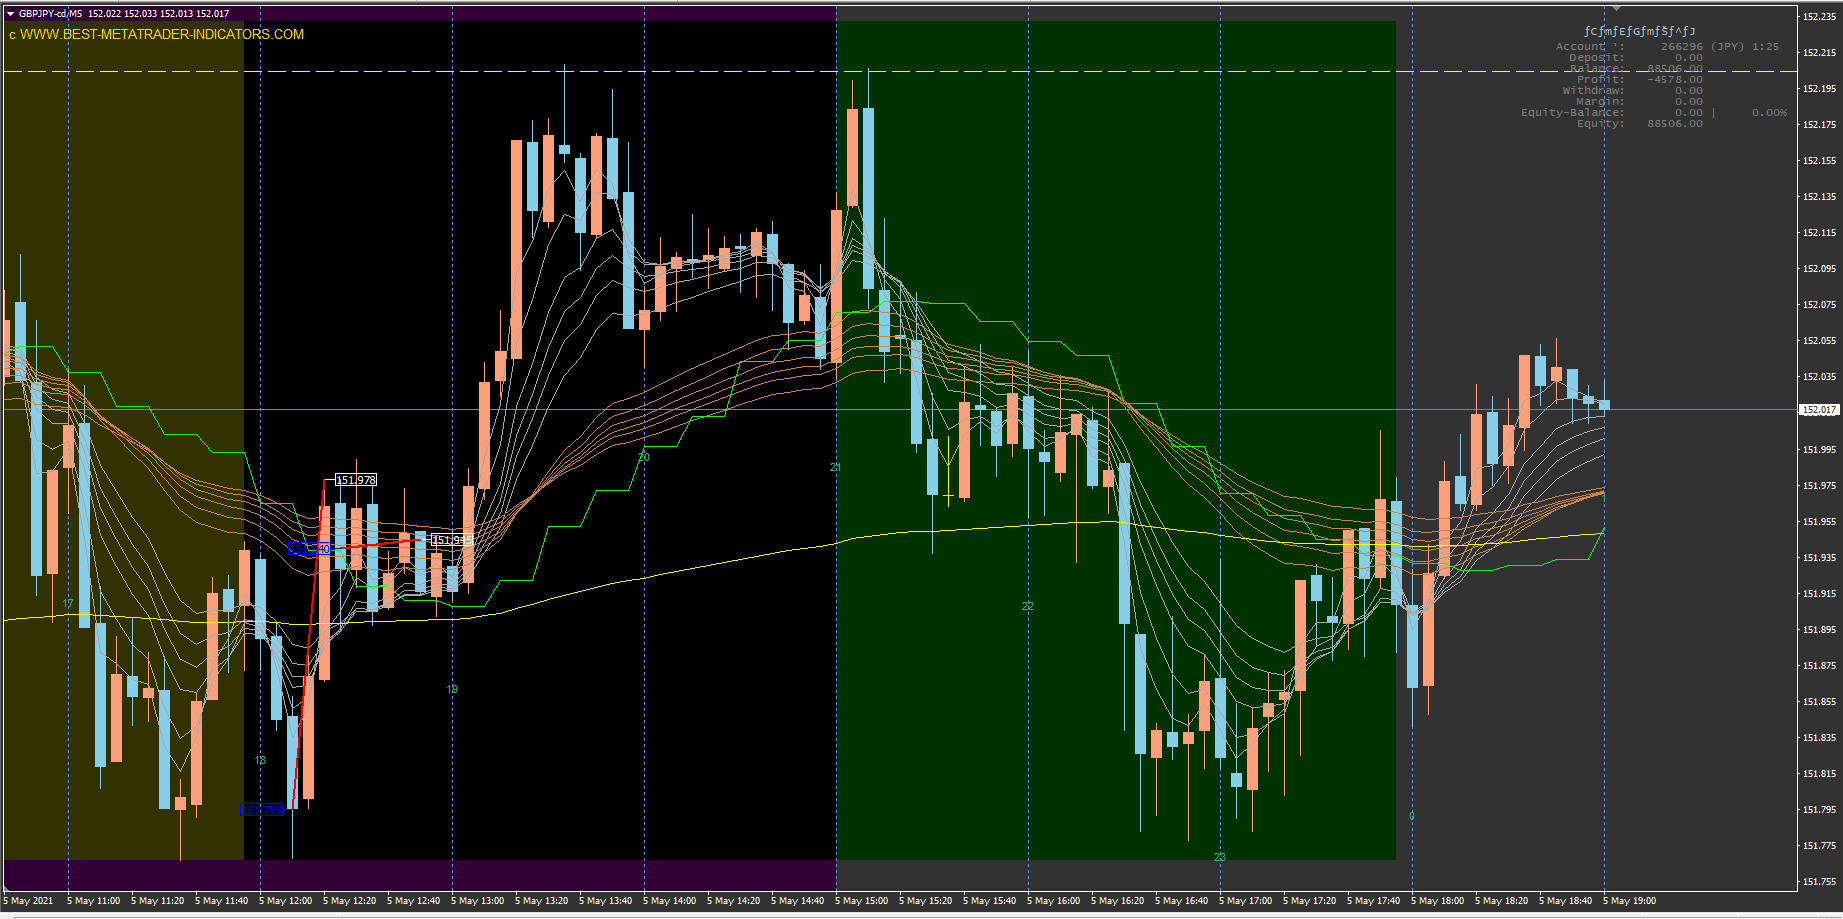 GBPJPY-cd,M5 152.022 152.033 152.013 152.017
c WWW.BEST-METATRADER-INDICATORS.COM
ƒCƒmƒEƒGƒmƒŠƒ^ƒJ
Account ': 266296 (JPY) 1:25
Deposit: 0.00
Balance: 88506.00
Profit: -4578.00
Withdraw: 0.00
Margin: 0.00
Equity-Balance: 0.00 | 0.00%
Equity: 88506.00
152.235
152.215
152.195
152.175
152.155
152.135
152.115
152.095
152.075
152.055
152.035
152.017
151.995
151.975
151.955
151.935
151.915
151.895
151.875
151.855
151.835
151.815
151.795
151.775
151.755
20
21
151.978
151.945
17
22
19
18
151.795
0
23
5 May 2021
5 May 11:00
5 May 11:20
5 May 11:40
5 May 12:00
5 May 12:20
5 May 12:40
5 May 13:00
5 May 13:20
5 May 13:40
5 May 14:00
5 May 14:20
5 May 14:40
5 May 15:00
5 May 15:20
5 May 15:40
5 May 16:00
5 May 16:20
5 May 16:40
5 May 17:00
5 May 17:20
5 May 17:40
5 May 18:00
5 May 18:20
5 May 18:40
5 May 19:00